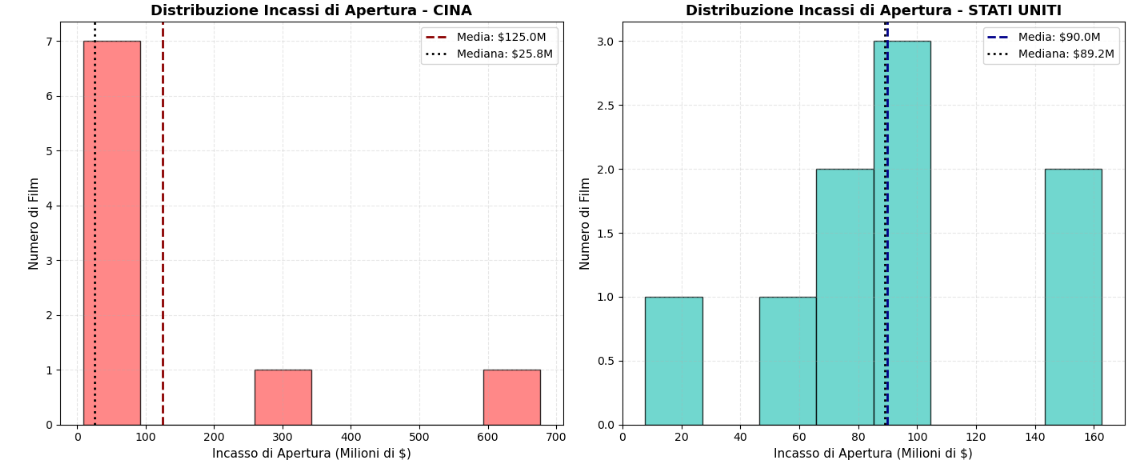 Distribuzione Incassi di Apertura - CINA
Media: $125.0M
Mediana: $25.8M
Numero di Film
7
6
5
4
3
2
1
0
0 100 200 300 400 500 600 700
Incasso di Apertura (Milioni di $)
Distribuzione Incassi di Apertura - STATI UNITI
Media: $90.0M
Mediana: $89.2M
Numero di Film
3.0
2.5
2.0
1.5
1.0
0.5
0.0
0 20 40 60 80 100 120 140 160
Incasso di Apertura (Milioni di $)